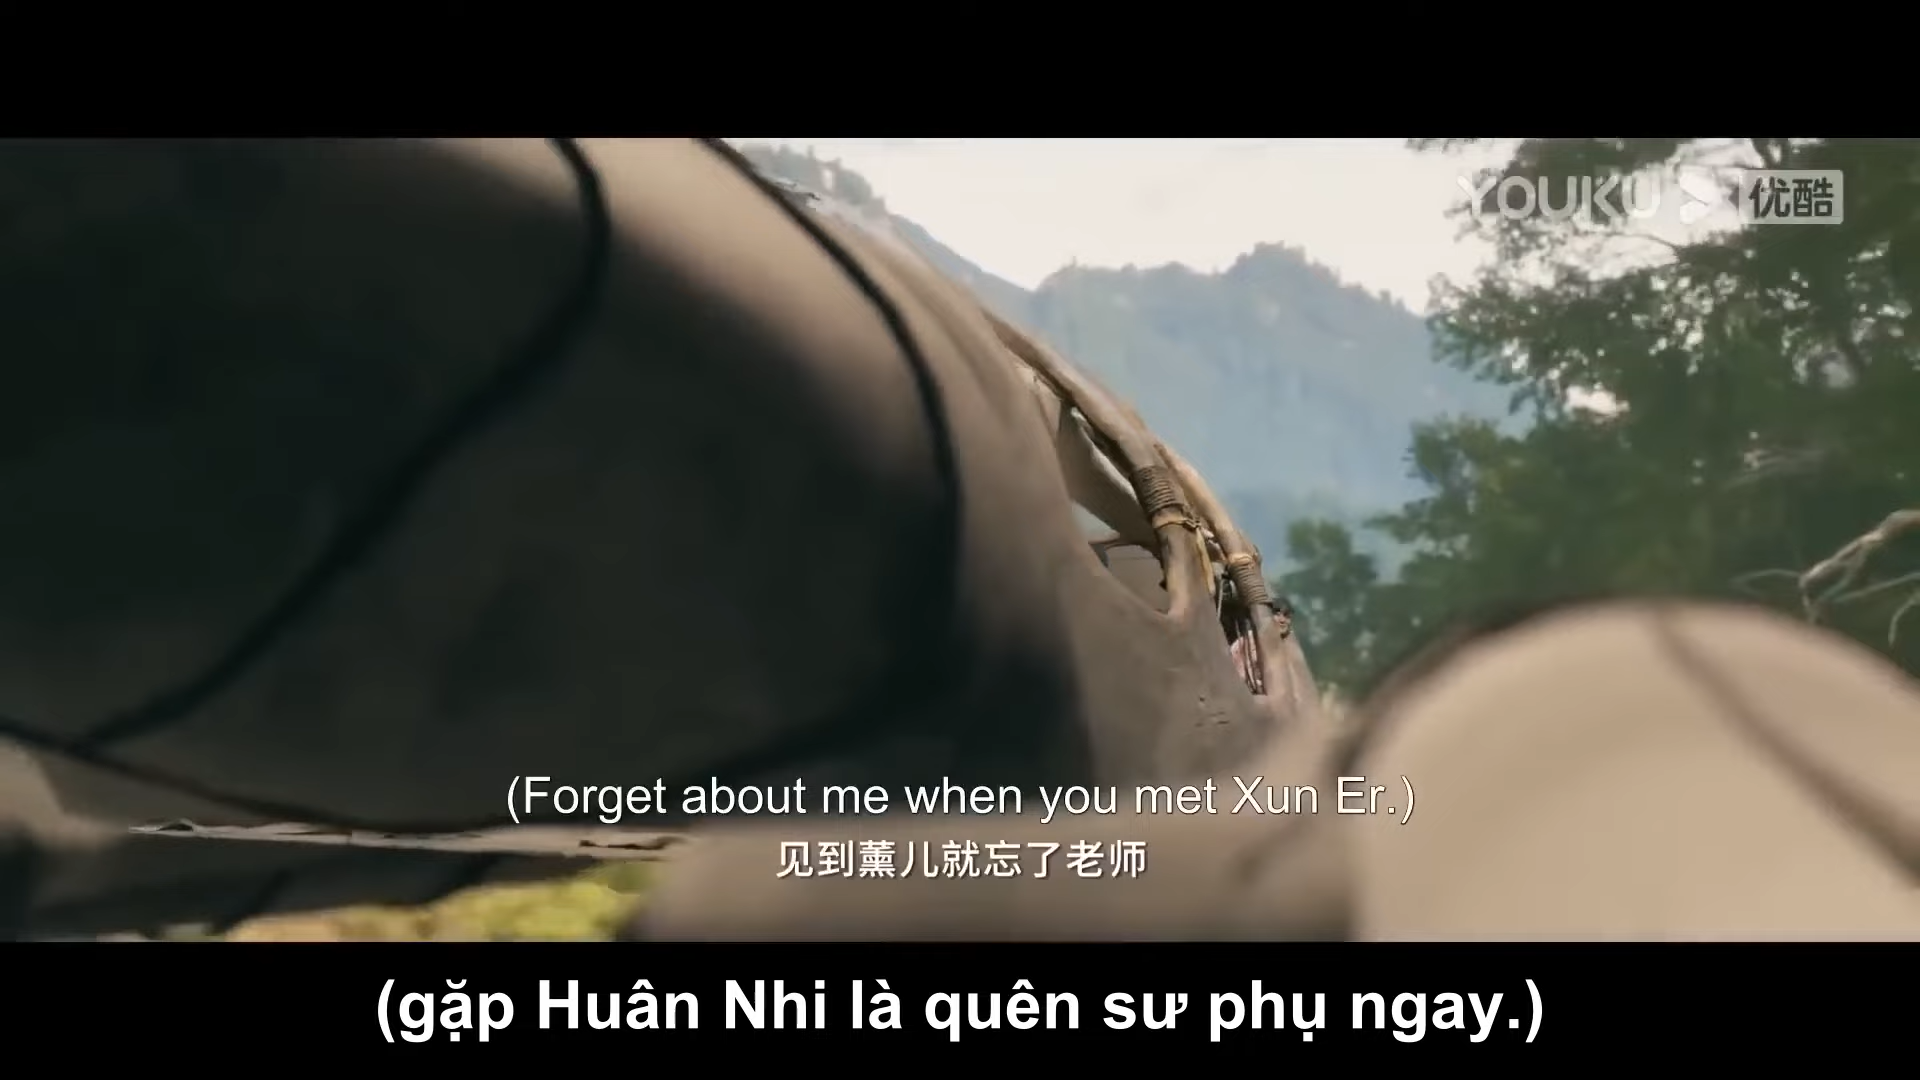 YOUKU 优酷
(Forget about me when you met Xun Er.)
见到薰儿就忘了老师
(gặp Huân Nhi là quên sư phụ ngay.)